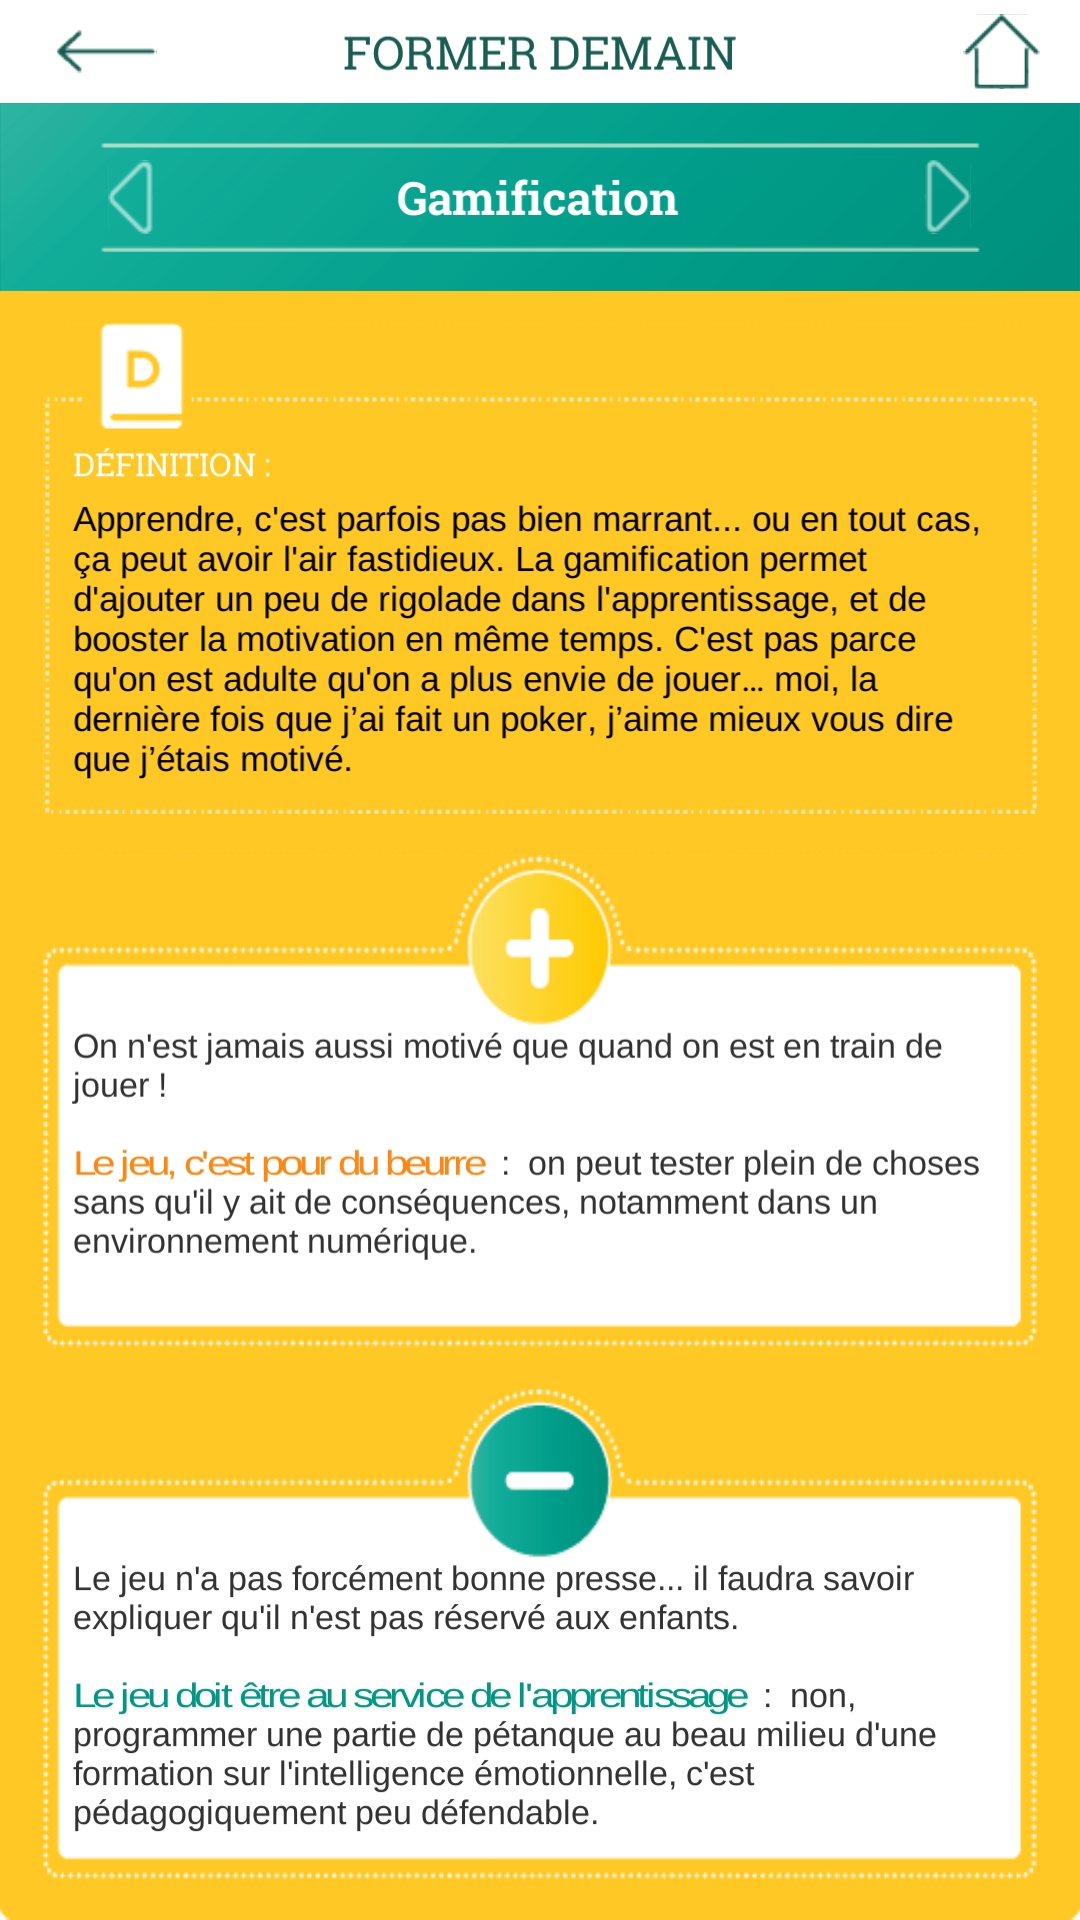 FORMER DEMAIN
Gamification
D
DÉFINITION :
Apprendre, c'est parfois pas bien marrant... ou en tout cas,
ça peut avoir l'air fastidieux. La gamification permet
d'ajouter un peu de rigolade dans l'apprentissage, et de
booster la motivation en même temps. C'est pas parce
qu'on est adulte qu'on a plus envie de jouer… moi, la
dernière fois que j’ai fait un poker, j’aime mieux vous dire
que j’étais motivé.
On n'est jamais aussi motivé que quand on est en train de
jouer !
Le jeu, c'est pour du beurre : on peut tester plein de choses
sans qu'il y ait de conséquences, notamment dans un
environnement numérique.
Le jeu n'a pas forcément bonne presse... il faudra savoir
expliquer qu'il n'est pas réservé aux enfants.
Le jeu doit être au service de l'apprentissage : non,
programmer une partie de pétanque au beau milieu d'une
formation sur l'intelligence émotionnelle, c'est
pédagogiquement peu défendable.